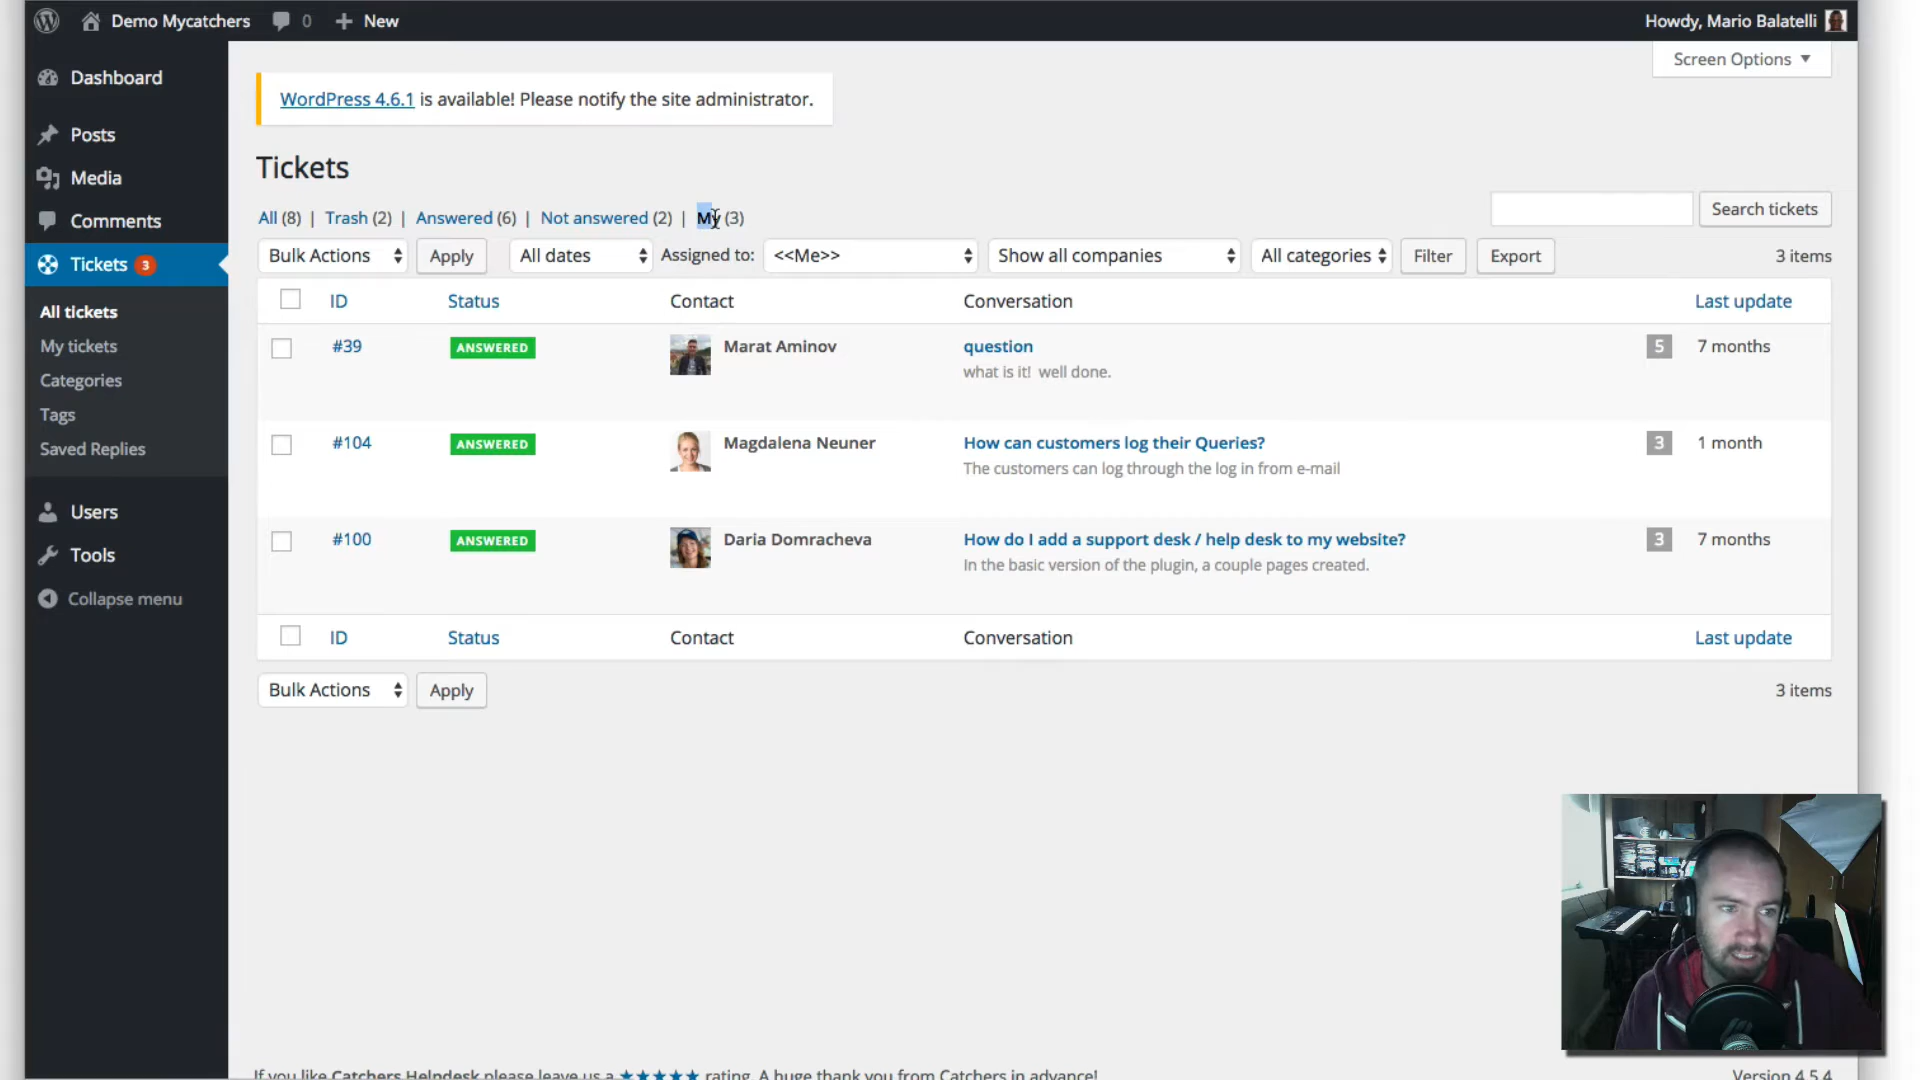 Demo Mycatchers 0 + New Howdy, Mario Balatelli
Screen Options ▼
Dashboard
WordPress 4.6.1 is available! Please notify the site administrator.
Posts
Media
Comments
Tickets 3
All tickets
My tickets
Categories
Tags
Saved Replies
Users
Tools
Collapse menu
Tickets
All (8) | Trash (2) | Answered (6) | Not answered (2) | My (3)
Search tickets
Bulk Actions Apply All dates Assigned to: <<Me>> Show all companies All categories Filter Export 3 items
ID Status Contact Conversation Last update
#39 ANSWERED Marat Aminov question 5 7 months
what is it! well done.
#104 ANSWERED Magdalena Neuner How can customers log their Queries? 3 1 month
The customers can log through the log in from e-mail
#100 ANSWERED Daria Domracheva How do I add a support desk / help desk to my website? 3 7 months
In the basic version of the plugin, a couple pages created.
ID Status Contact Conversation Last update
Bulk Actions Apply 3 items
If you like Catchers Helpdesk please leave us a ★★★★★ rating. A huge thank you from Catchers in advance! Version 4.5.4